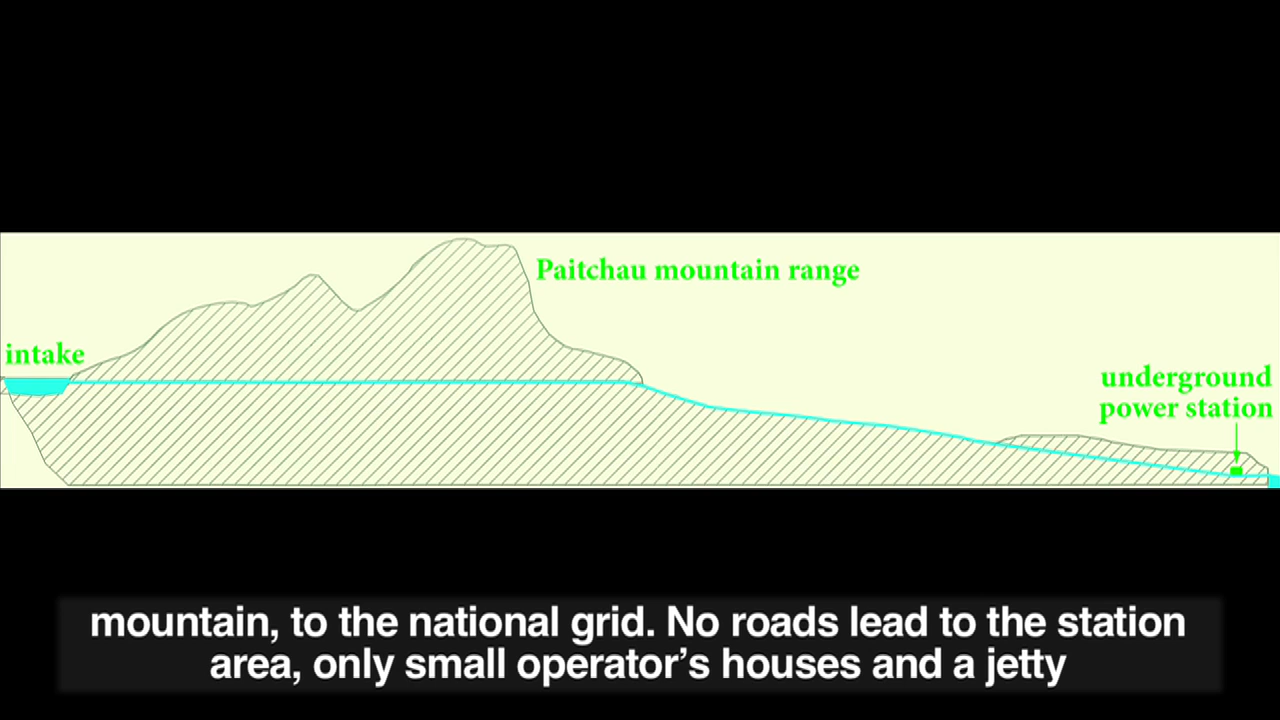 Paitchau mountain range
intake
underground
power station
mountain, to the national grid. No roads lead to the station
area, only small operator’s houses and a jetty